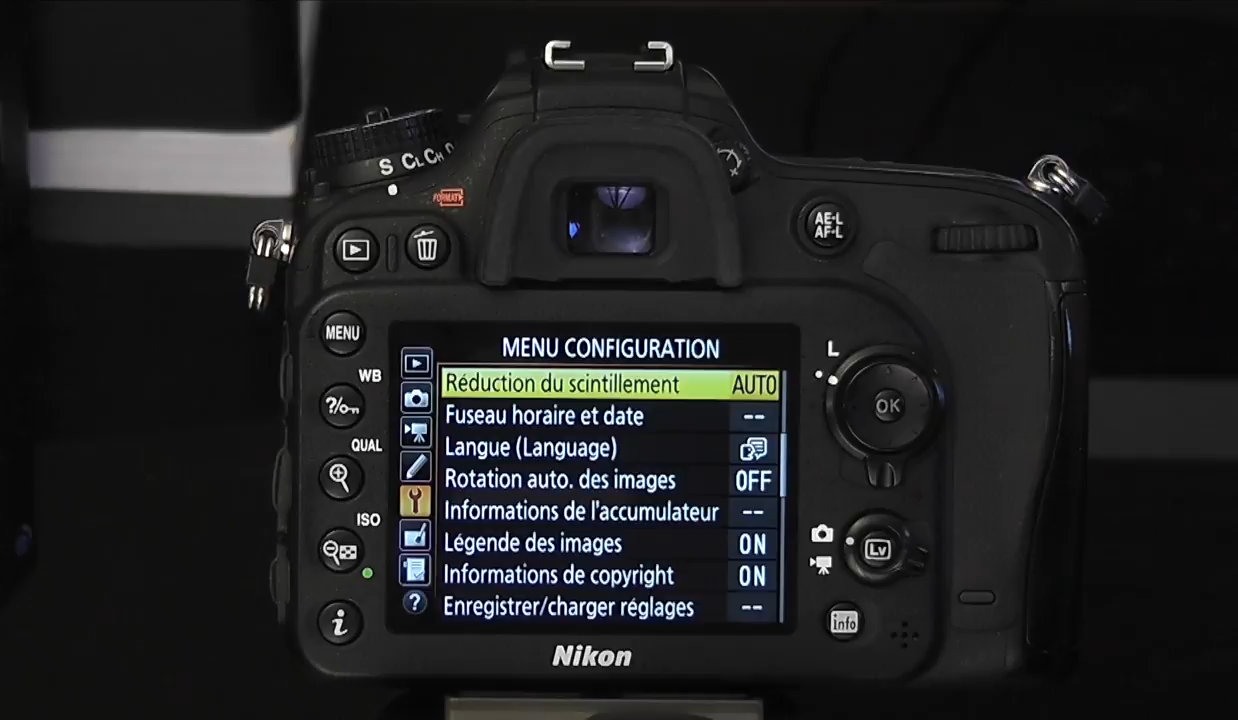 S CL CH
FORMAT
AE-L
AF-L
MENU
WB
QUAL
ISO
L
OK
Lv
info
i
MENU CONFIGURATION
Réduction du scintillement AUTO
Fuseau horaire et date --
Langue (Language)
Rotation auto. des images OFF
Informations de l'accumulateur --
Légende des images ON
Informations de copyright ON
Enregistrer/charger réglages --
?
Nikon